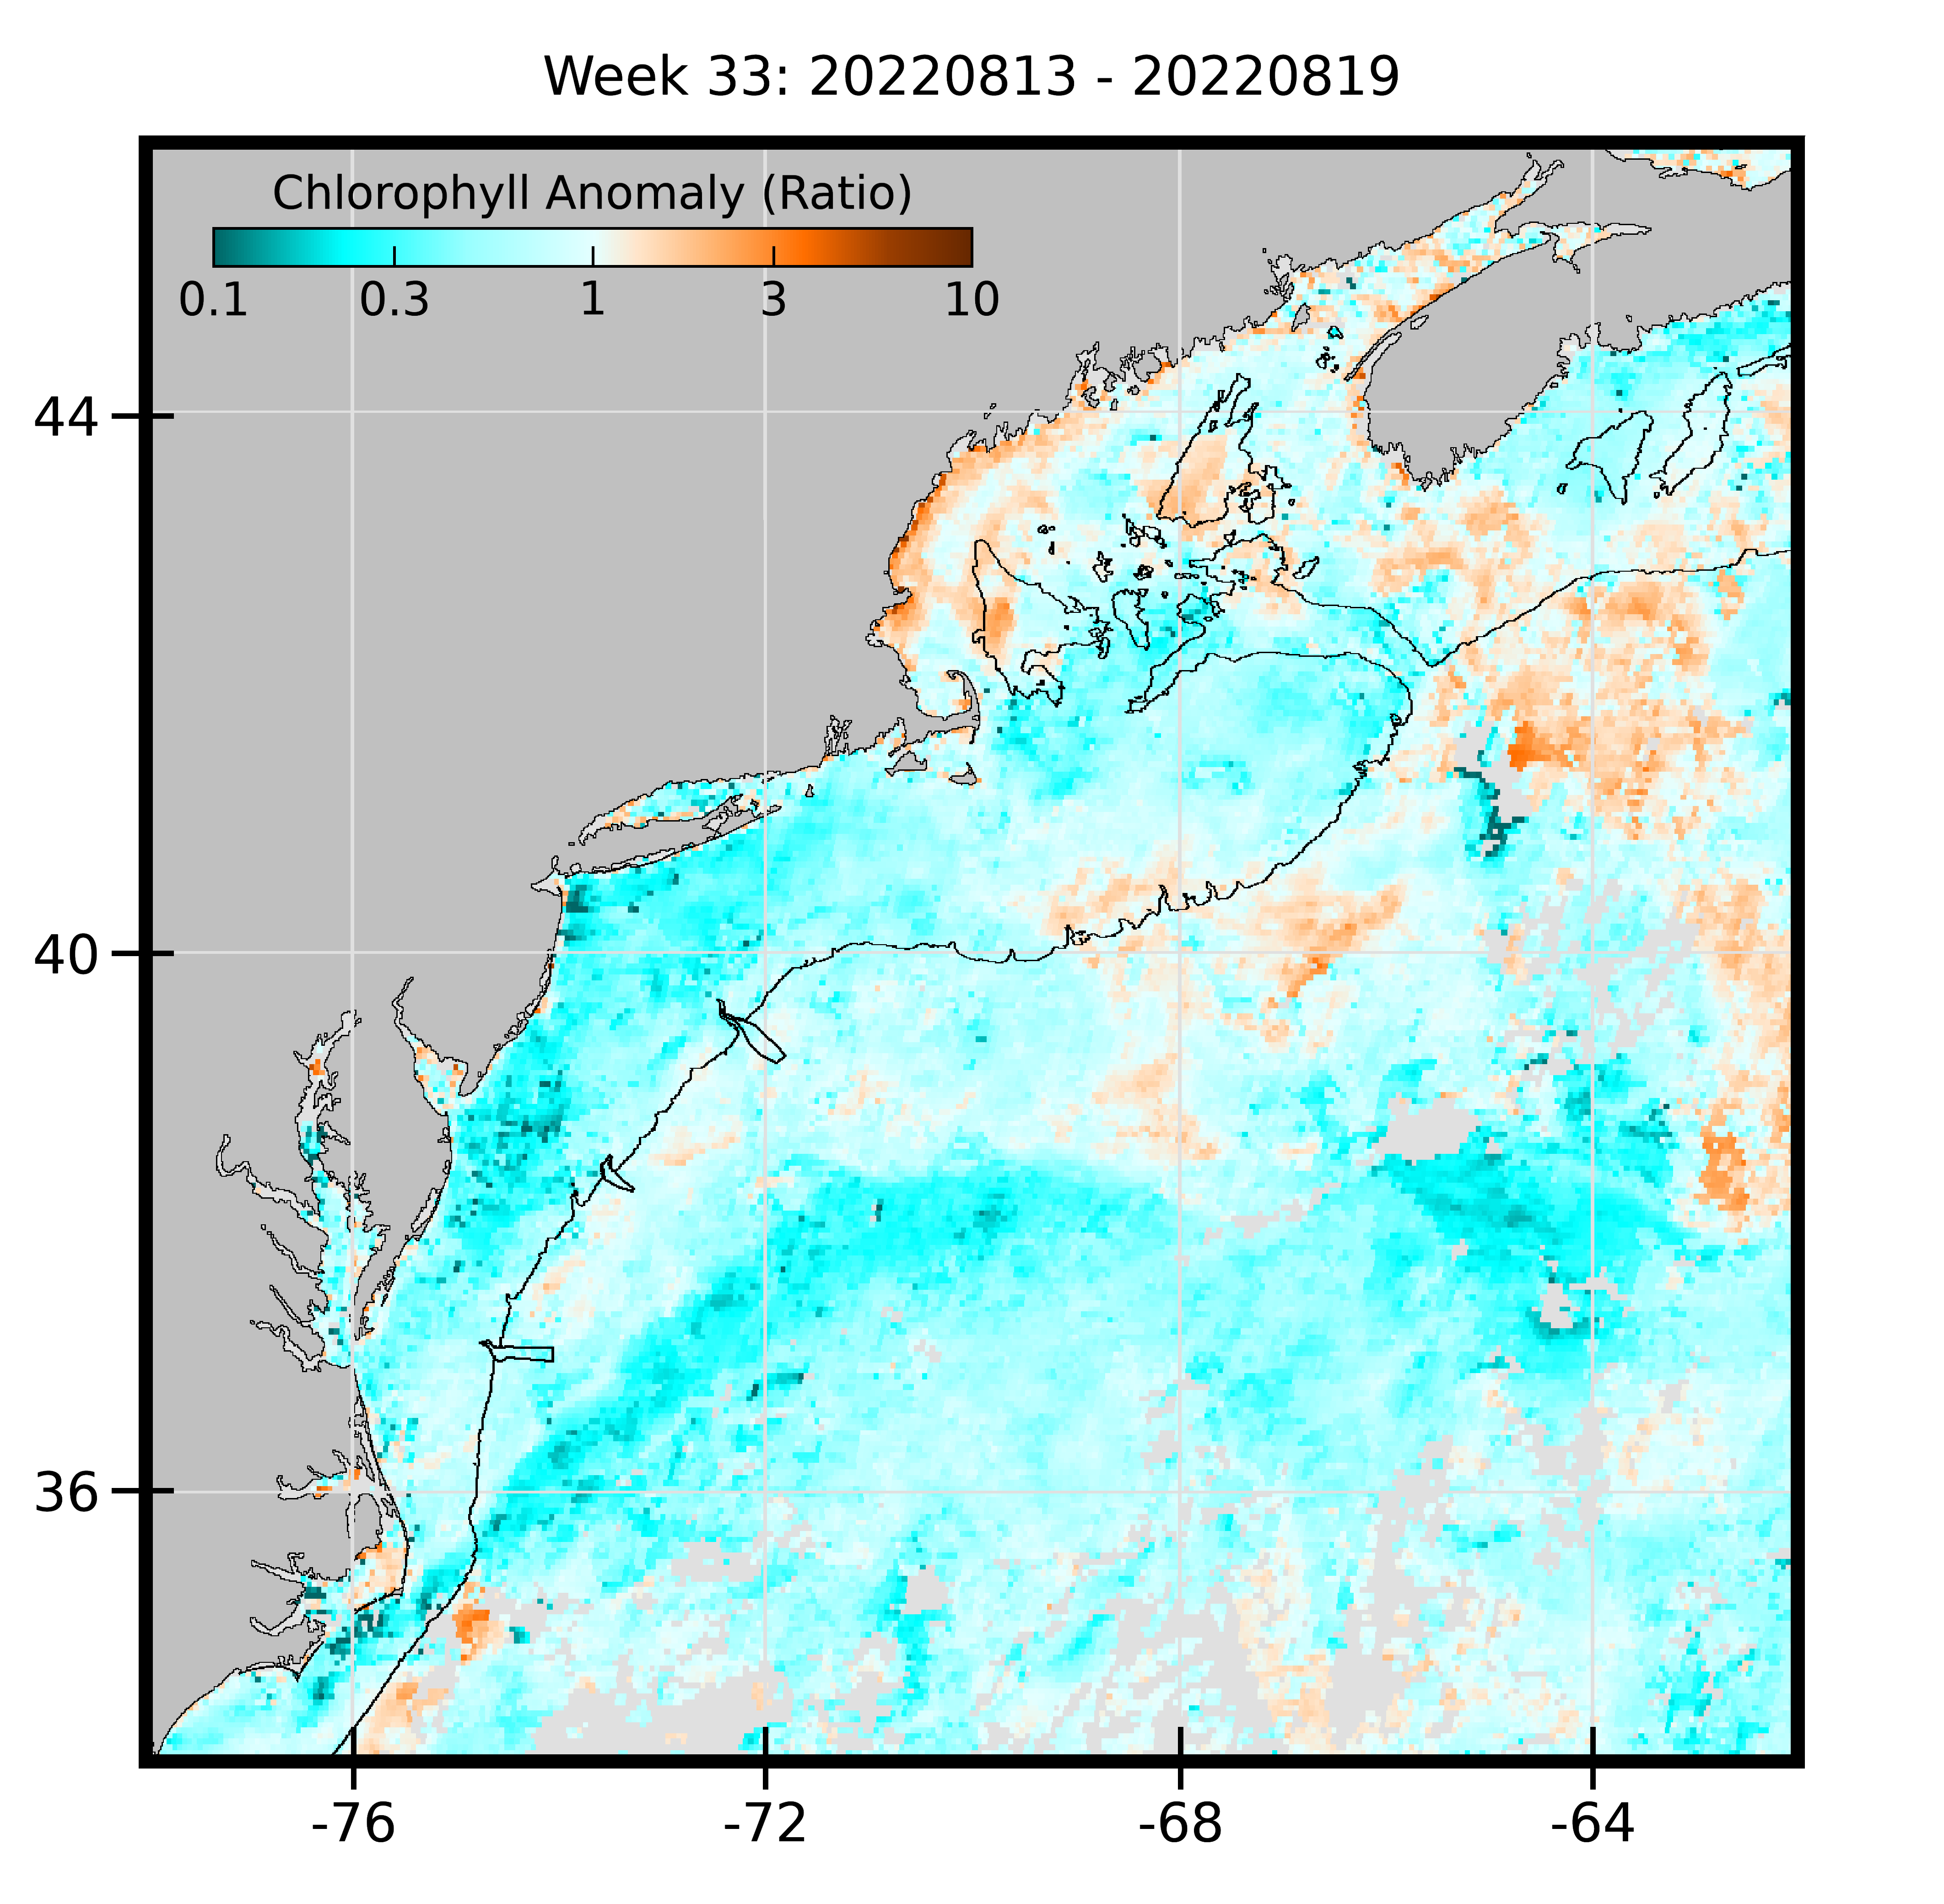 Week 33: 20220813 - 20220819
Chlorophyll Anomaly (Ratio)
0.1 0.3 1 3 10
44
40
36
-76 -72 -68 -64